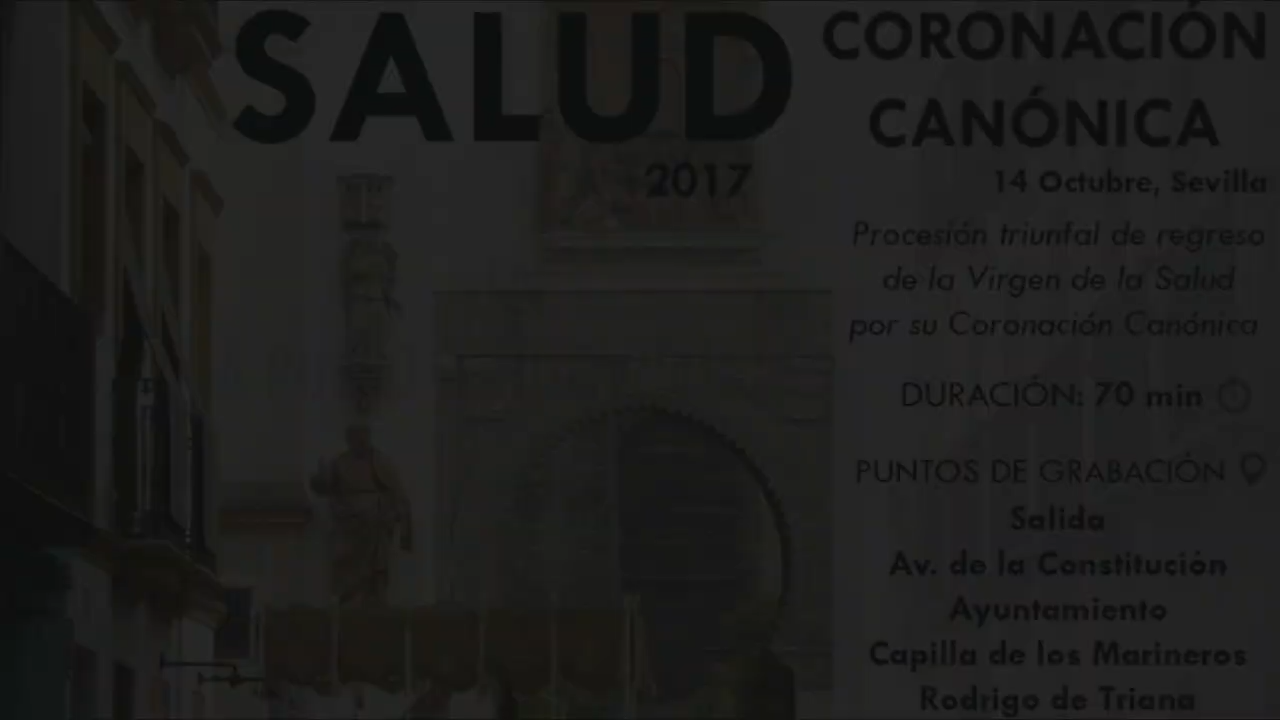 SALUD
2017
CORONACIÓN
CANÓNICA
14 Octubre, Sevilla
Procesión triunfal de regreso
de la Virgen de la Salud
por su Coronación Canónica
DURACIÓN: 70 min
PUNTOS DE GRABACIÓN
Salida
Av. de la Constitución
Ayuntamiento
Capilla de los Marineros
Rodrigo de Triana